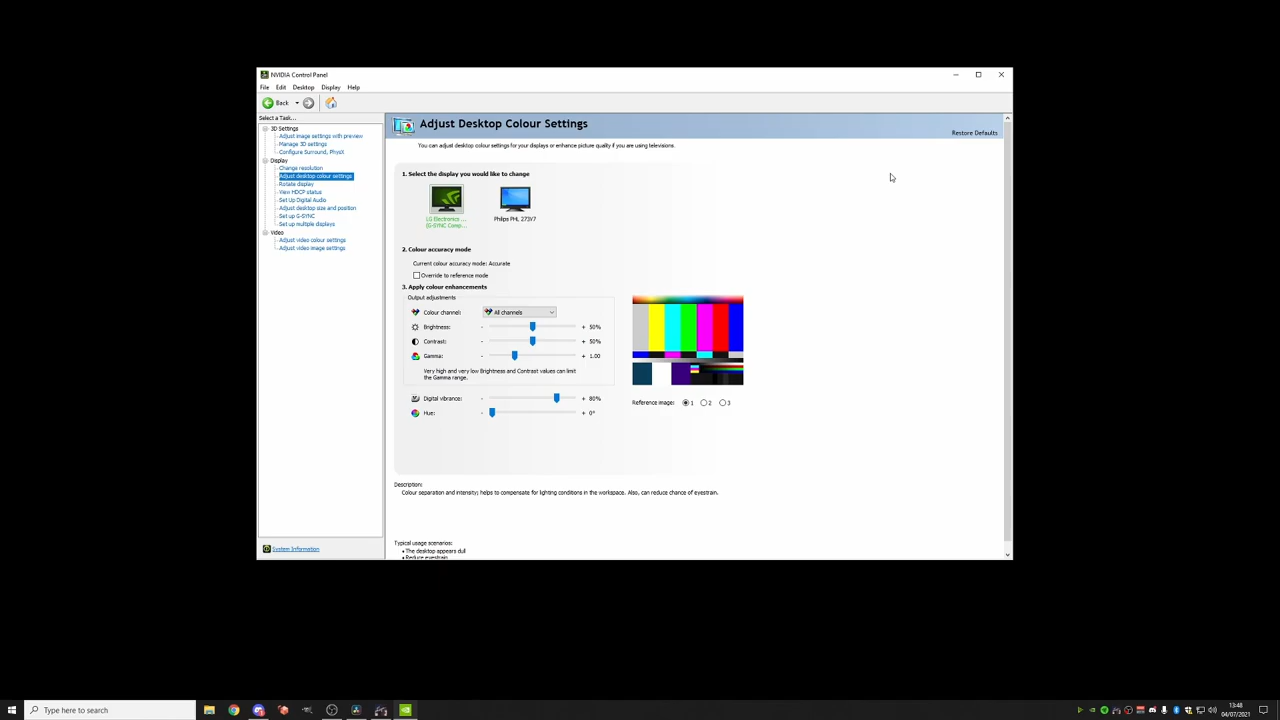 NVIDIA Control Panel
File Edit Desktop Display Help
Back
Select a Task...
3D Settings
Adjust image settings with preview
Manage 3D settings
Configure Surround, PhysX
Display
Change resolution
Adjust desktop colour settings
Rotate display
View HDCP status
Set Up Digital Audio
Adjust desktop size and position
Set up G-SYNC
Set up multiple displays
Video
Adjust video colour settings
Adjust video image settings
System Information
Adjust Desktop Colour Settings
Restore Defaults
You can adjust desktop colour settings for your displays or enhance picture quality if you are using televisions.
1. Select the display you would like to change
LG Electronics ...
(G-SYNC Comp...
Philips PHL 273V7
2. Colour accuracy mode
Current colour accuracy mode: Accurate
Override to reference mode
3. Apply colour enhancements
Output adjustments
Colour channel: All channels
Brightness: - + 50%
Contrast: - + 50%
Gamma: - + 1.00
Very high and very low Brightness and Contrast values can limit
the Gamma range.
Digital vibrance: - + 80%
Hue: - + 0°
Reference image: 1 2 3
Description:
Colour separation and intensity; helps to compensate for lighting conditions in the workspace. Also, can reduce chance of eyestrain.
Typical usage scenarios:
• The desktop appears dull
• Reduce eyestrain
Type here to search
13:48
04/07/2021